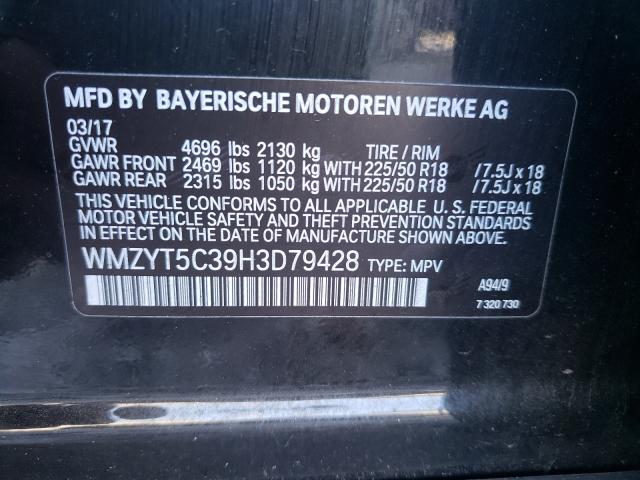 MFD BY BAYERISCHE MOTOREN WERKE AG
03/17
GVWR 4696 lbs 2130 kg TIRE / RIM
GAWR FRONT 2469 lbs 1120 kg WITH 225/50 R18 /7.5J x 18
GAWR REAR 2315 lbs 1050 kg WITH 225/50 R18 /7.5J x 18
THIS VEHICLE CONFORMS TO ALL APPLICABLE U. S. FEDERAL
MOTOR VEHICLE SAFETY AND THEFT PREVENTION STANDARDS
IN EFFECT ON THE DATE OF MANUFACTURE SHOWN ABOVE.
WMZYT5C39H3D79428 TYPE: MPV
A94/9
7 320 730